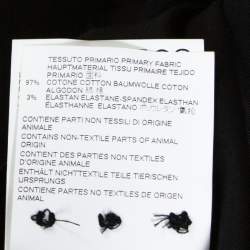 TESSUTO PRIMARIO PRIMARY FABRIC
HAUPTMATERIAL TISSU PRIMAIRE TEJIDO
PRIMARIO
97% COTONE COTTON BAUMWOLLE COTON
ALGODON
3% ELASTAN ELASTANE-SPANDEX ELASTHAN
ELASTHANNE ELASTANO
CONTIENE PARTI NON TESSILI DI ORIGINE
ANIMALE
CONTAINS NON-TEXTILE PARTS OF ANIMAL
ORIGIN
CONTIENT DES PARTIES NON TEXTILES
D'ORIGINE ANIMALE
ENTHÄLT NICHTTEXTILE TEILE TIERISCHEN
URSPRUNGS
CONTIENE PARTES NO TEXTILES DE ORIGEN
ANIMAL